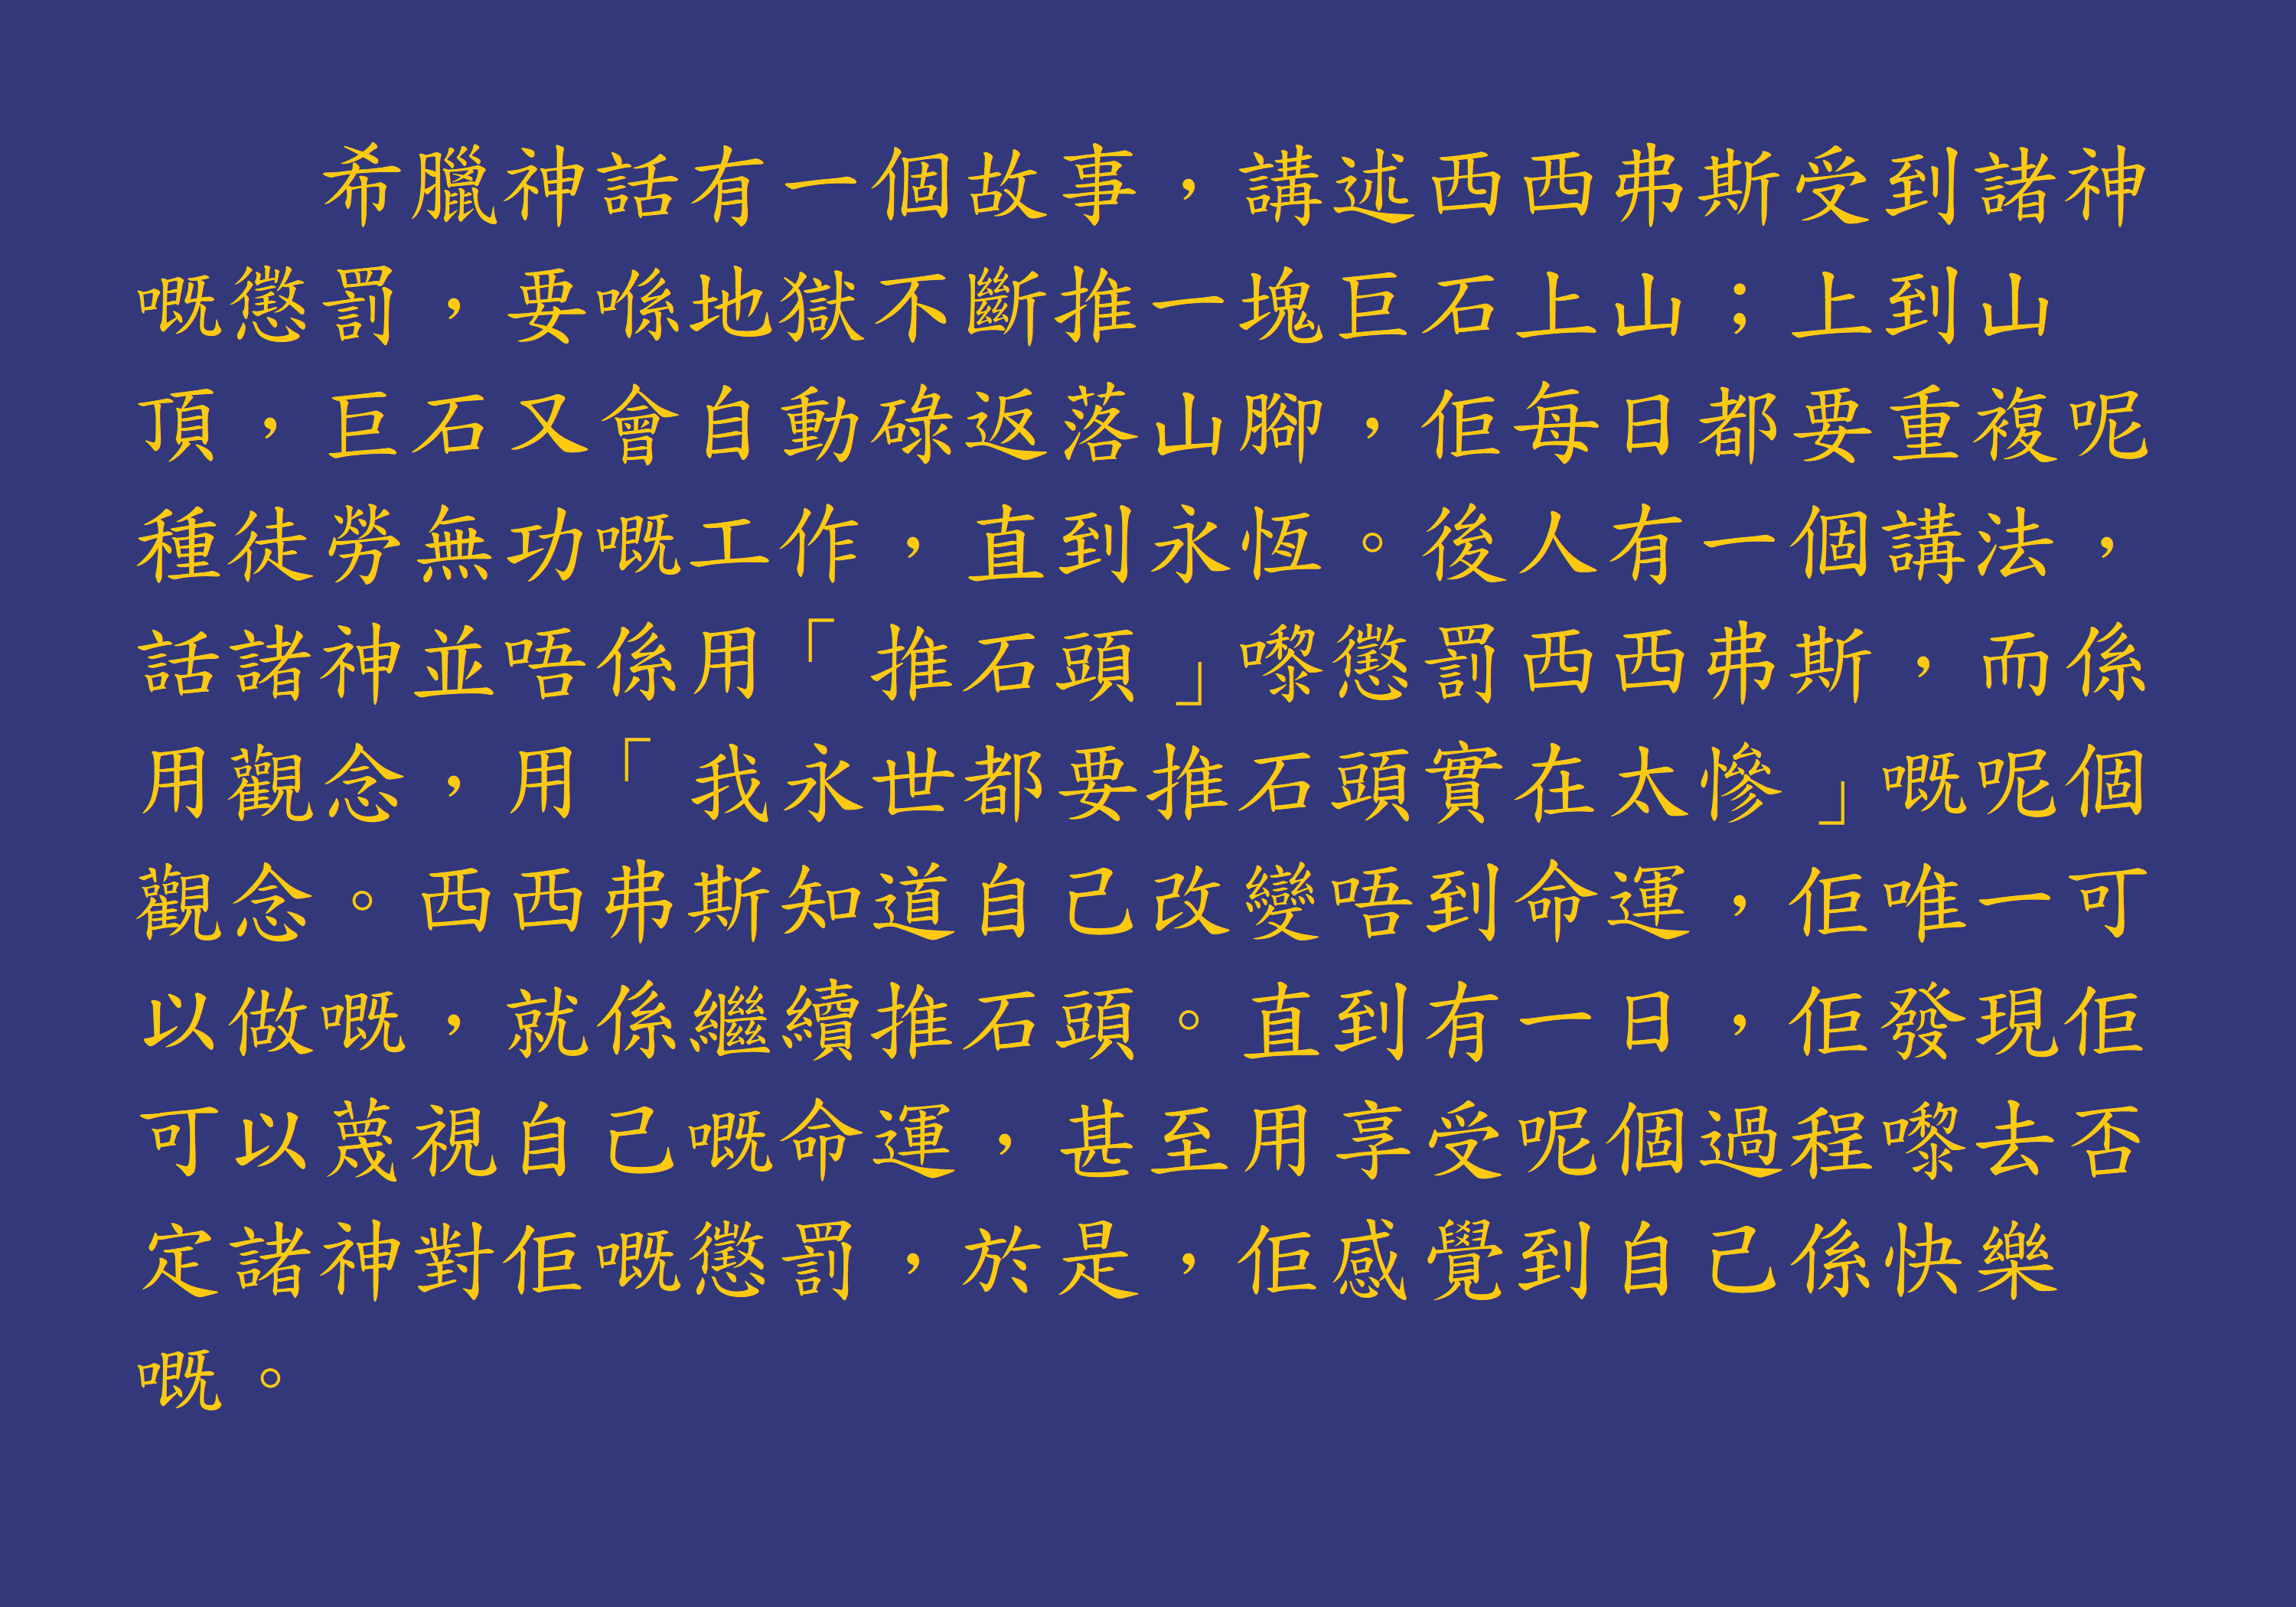 希臘神話有一個故事，講述西西弗斯受到諸神
嘅懲罰，要喺地獄不斷推一塊巨石上山；上到山
頂，巨石又會自動碌返落山腳，佢每日都要重複呢
種徒勞無功嘅工作，直到永恆。後人有一個講法，
話諸神並唔係用「推石頭」嚟懲罰西西弗斯，而係
用觀念，用「我永世都要推石頭實在太慘」嘅呢個
觀念。西西弗斯知道自己改變唔到命運，佢唯一可
以做嘅，就係繼續推石頭。直到有一日，佢發現佢
可以蔑視自己嘅命運，甚至用享受呢個過程嚟去否
定諸神對佢嘅懲罰，於是，佢感覺到自己係快樂
嘅。